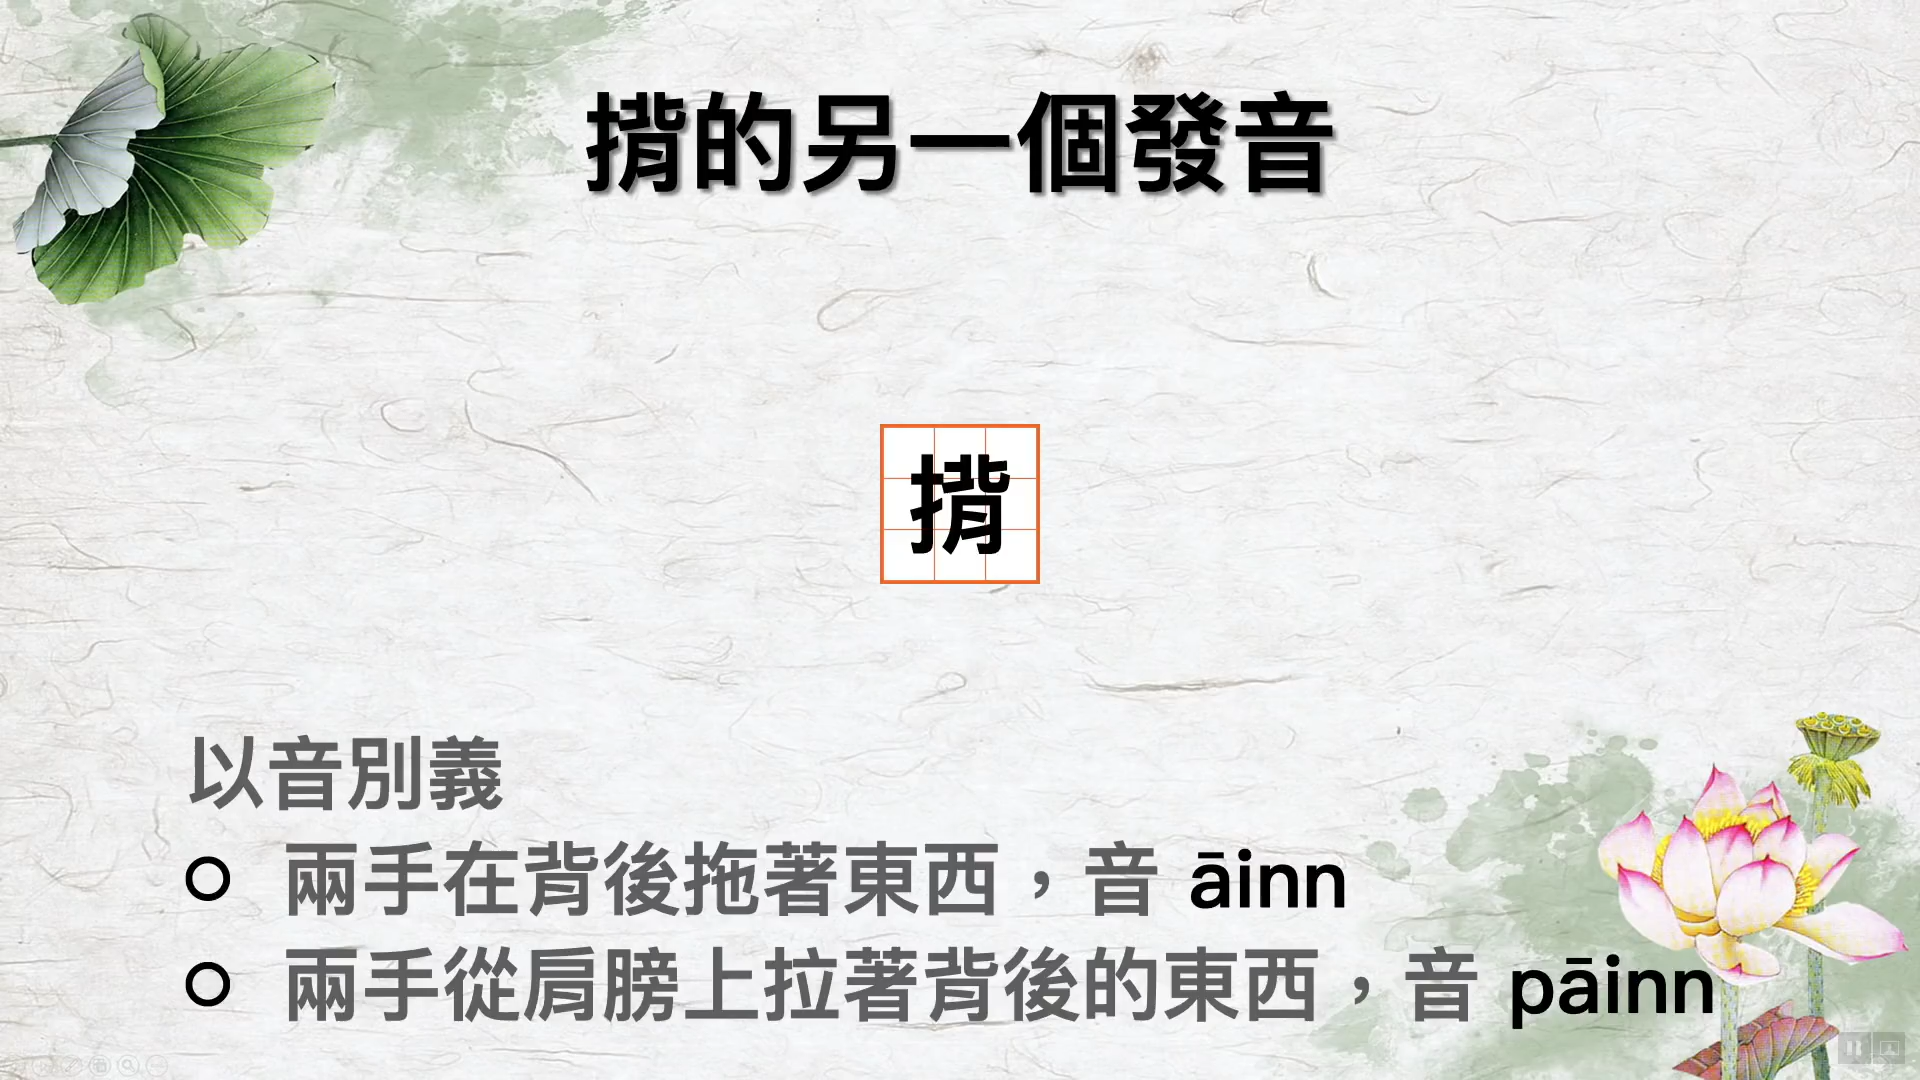 揹的另一個發音
揹
以音別義
兩手在背後拖著東西，音 āinn
兩手從肩膀上拉著背後的東西，音 pāinn